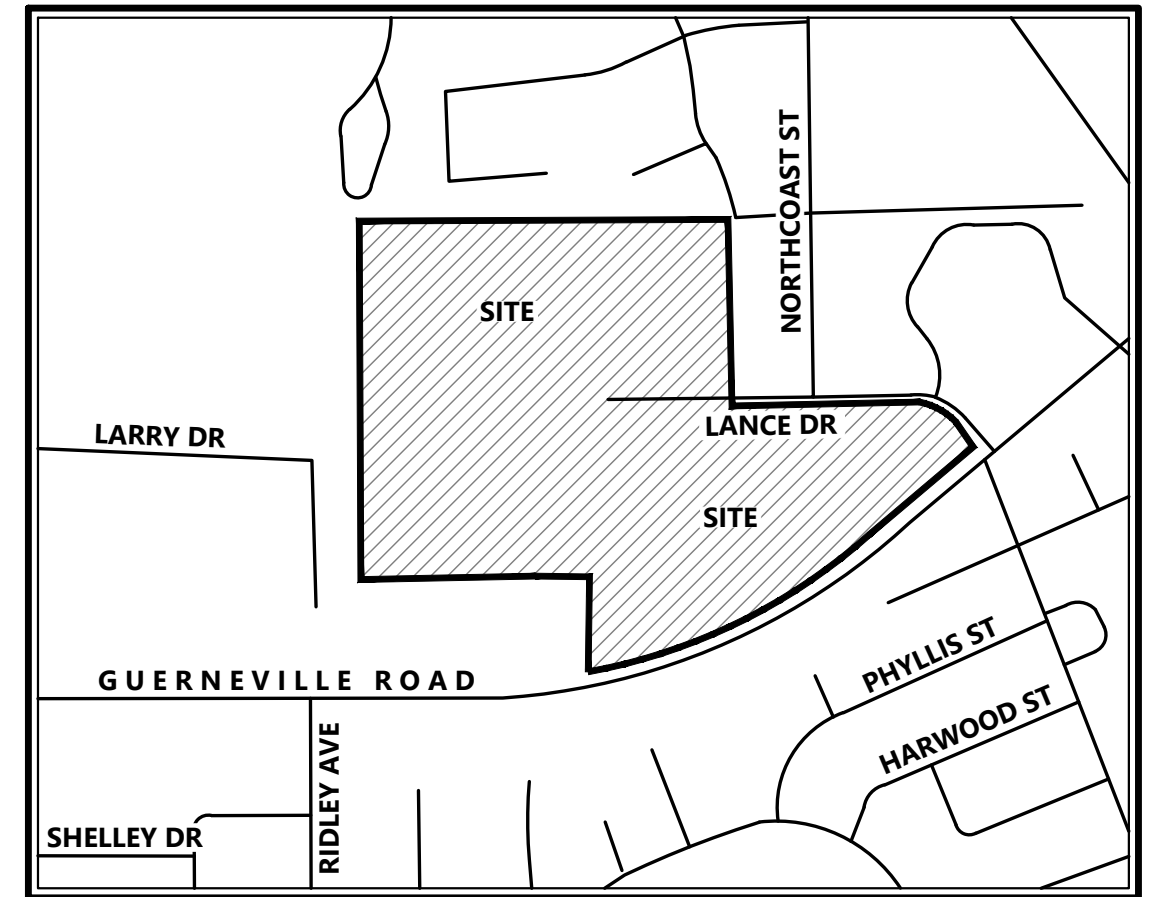 NORTHCOAST ST
SITE
LANCE DR
LARRY DR
SITE
PHYLLIS ST
GUERNEVILLE ROAD
HARWOOD ST
RIDLEY AVE
SHELLEY DR